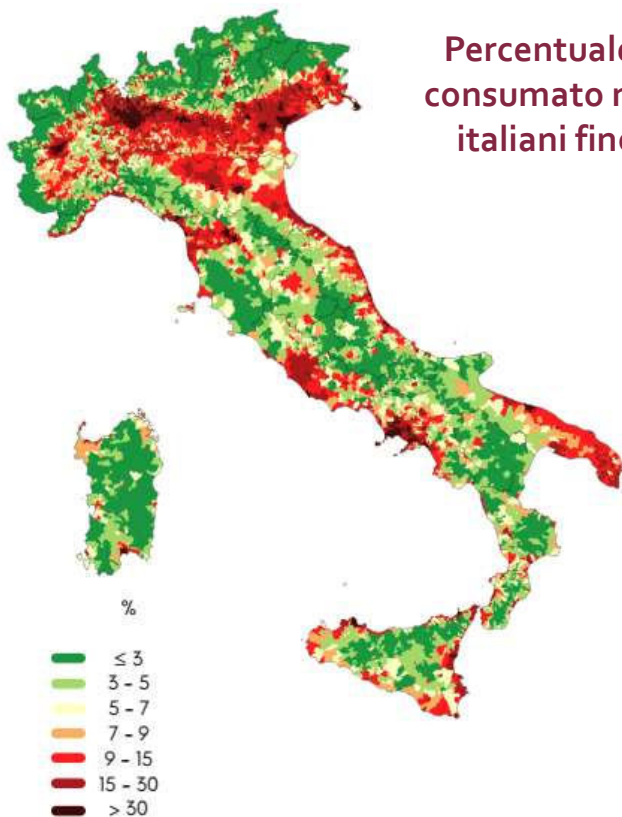 Percentuale
consumato
italiani fino
%
≤ 3
3 - 5
5 - 7
7 - 9
9 - 15
15 - 30
> 30